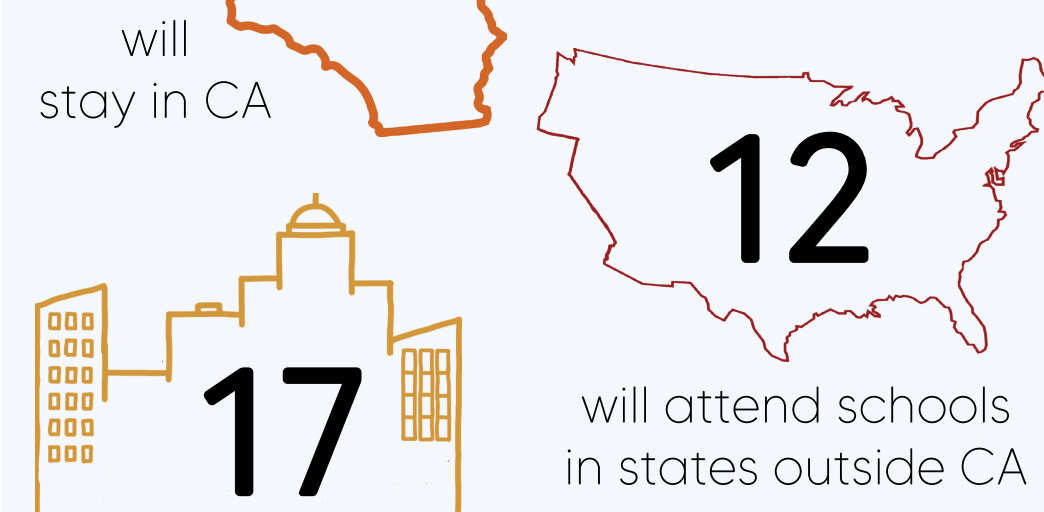 will
stay in CA
12
17
will attend schools
in states outside CA